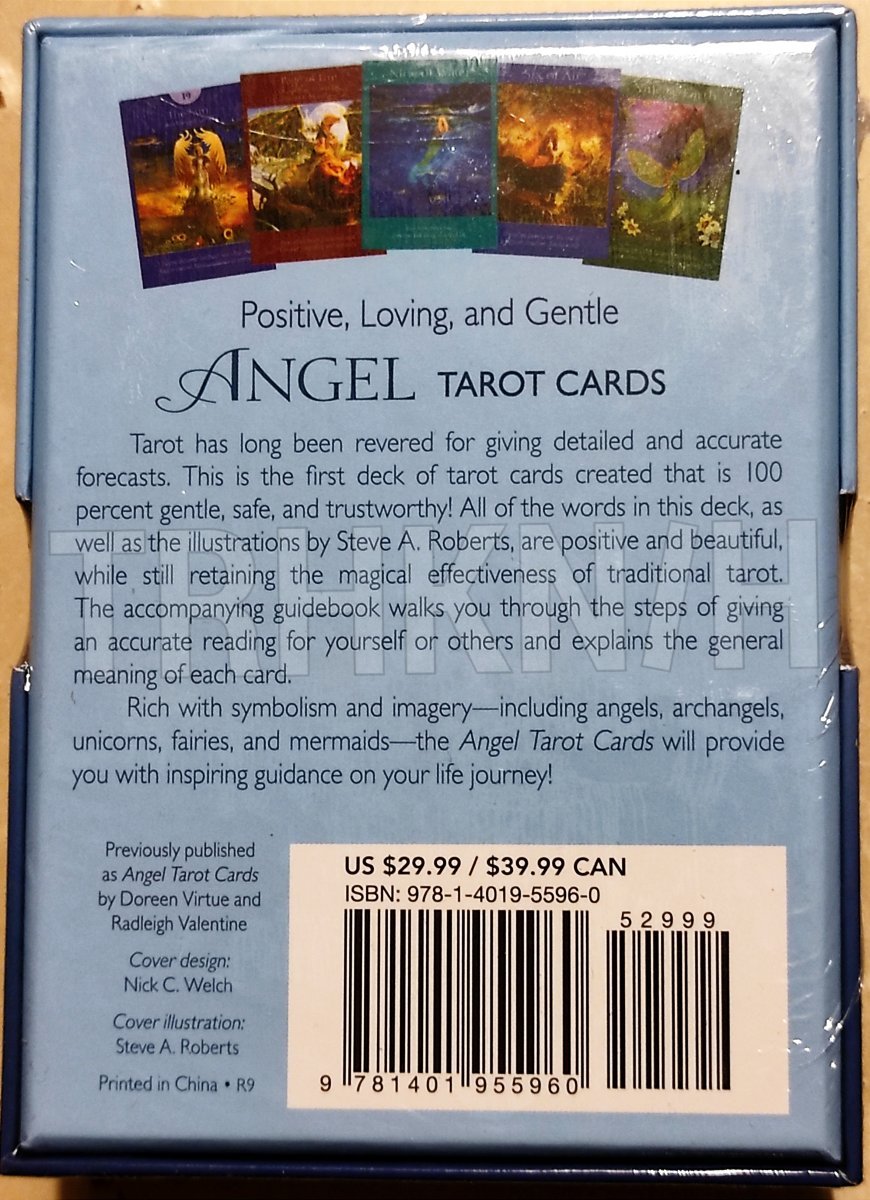 19
Positive, Loving, and Gentle
ANGEL TAROT CARDS
Tarot has long been revered for giving detailed and accurate
forecasts. This is the first deck of tarot cards created that is 100
percent gentle, safe, and trustworthy! All of the words in this deck, as
well as the illustrations by Steve A. Roberts, are positive and beautiful,
while still retaining the magical effectiveness of traditional tarot.
The accompanying guidebook walks you through the steps of giving
an accurate reading for yourself or others and explains the general
meaning of each card.
Rich with symbolism and imagery—including angels, archangels,
unicorns, fairies, and mermaids—the Angel Tarot Cards will provide
you with inspiring guidance on your life journey!
TRHKN/H
Previously published
as Angel Tarot Cards
by Doreen Virtue and
Radleigh Valentine
Cover design:
Nick C. Welch
Cover illustration:
Steve A. Roberts
Printed in China • R9
US $29.99 / $39.99 CAN
ISBN: 978-1-4019-5596-0
52999
9 781401 955960